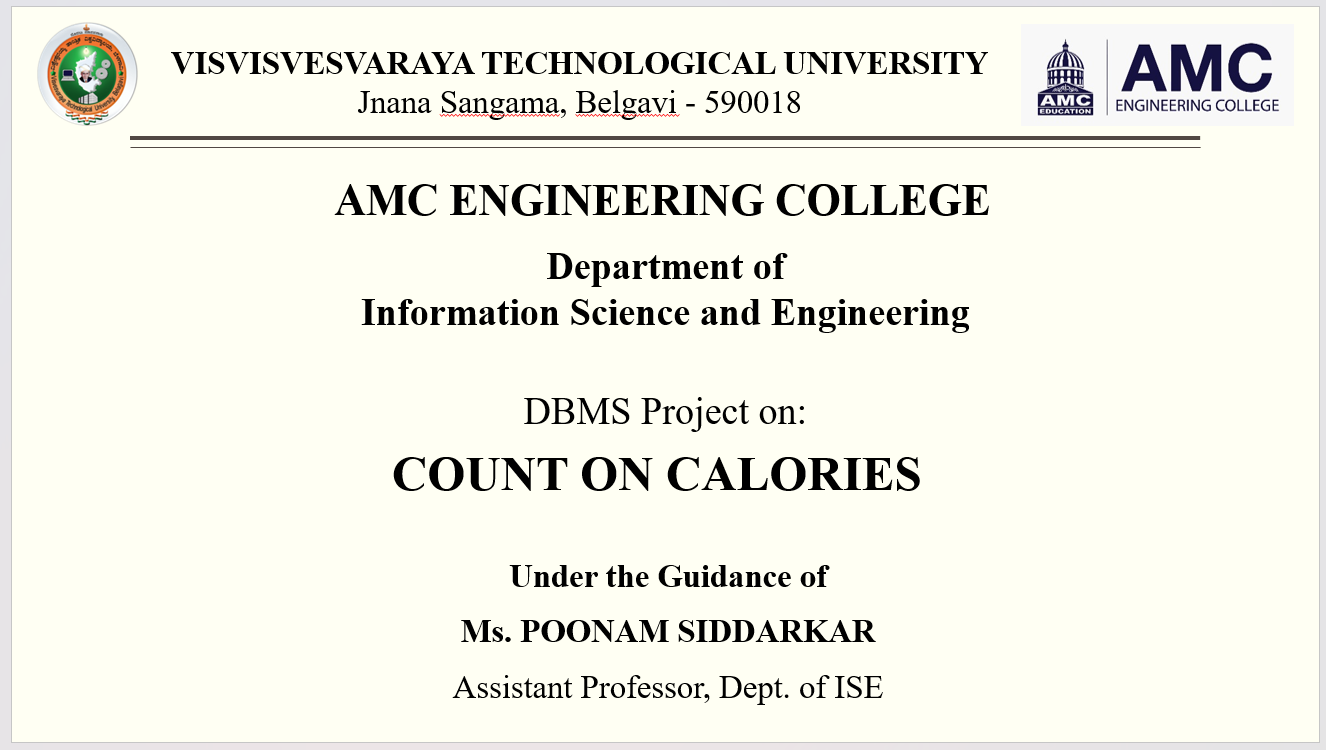 VISVISVESVARAYA TECHNOLOGICAL UNIVERSITY
Jnana Sangama, Belgavi - 590018
AMC
EDUCATION
AMC
ENGINEERING COLLEGE
AMC ENGINEERING COLLEGE
Department of
Information Science and Engineering
DBMS Project on:
COUNT ON CALORIES
Under the Guidance of
Ms. POONAM SIDDARKAR
Assistant Professor, Dept. of ISE